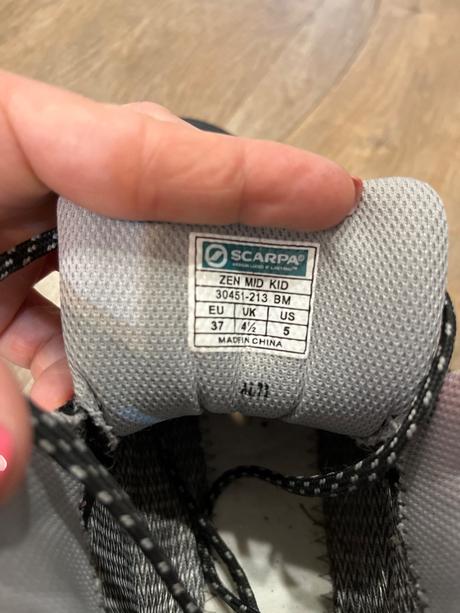 SCARPA®
ZEN MID KID
30451-213 BM
EU UK US
37 4½ 5
MADE IN CHINA